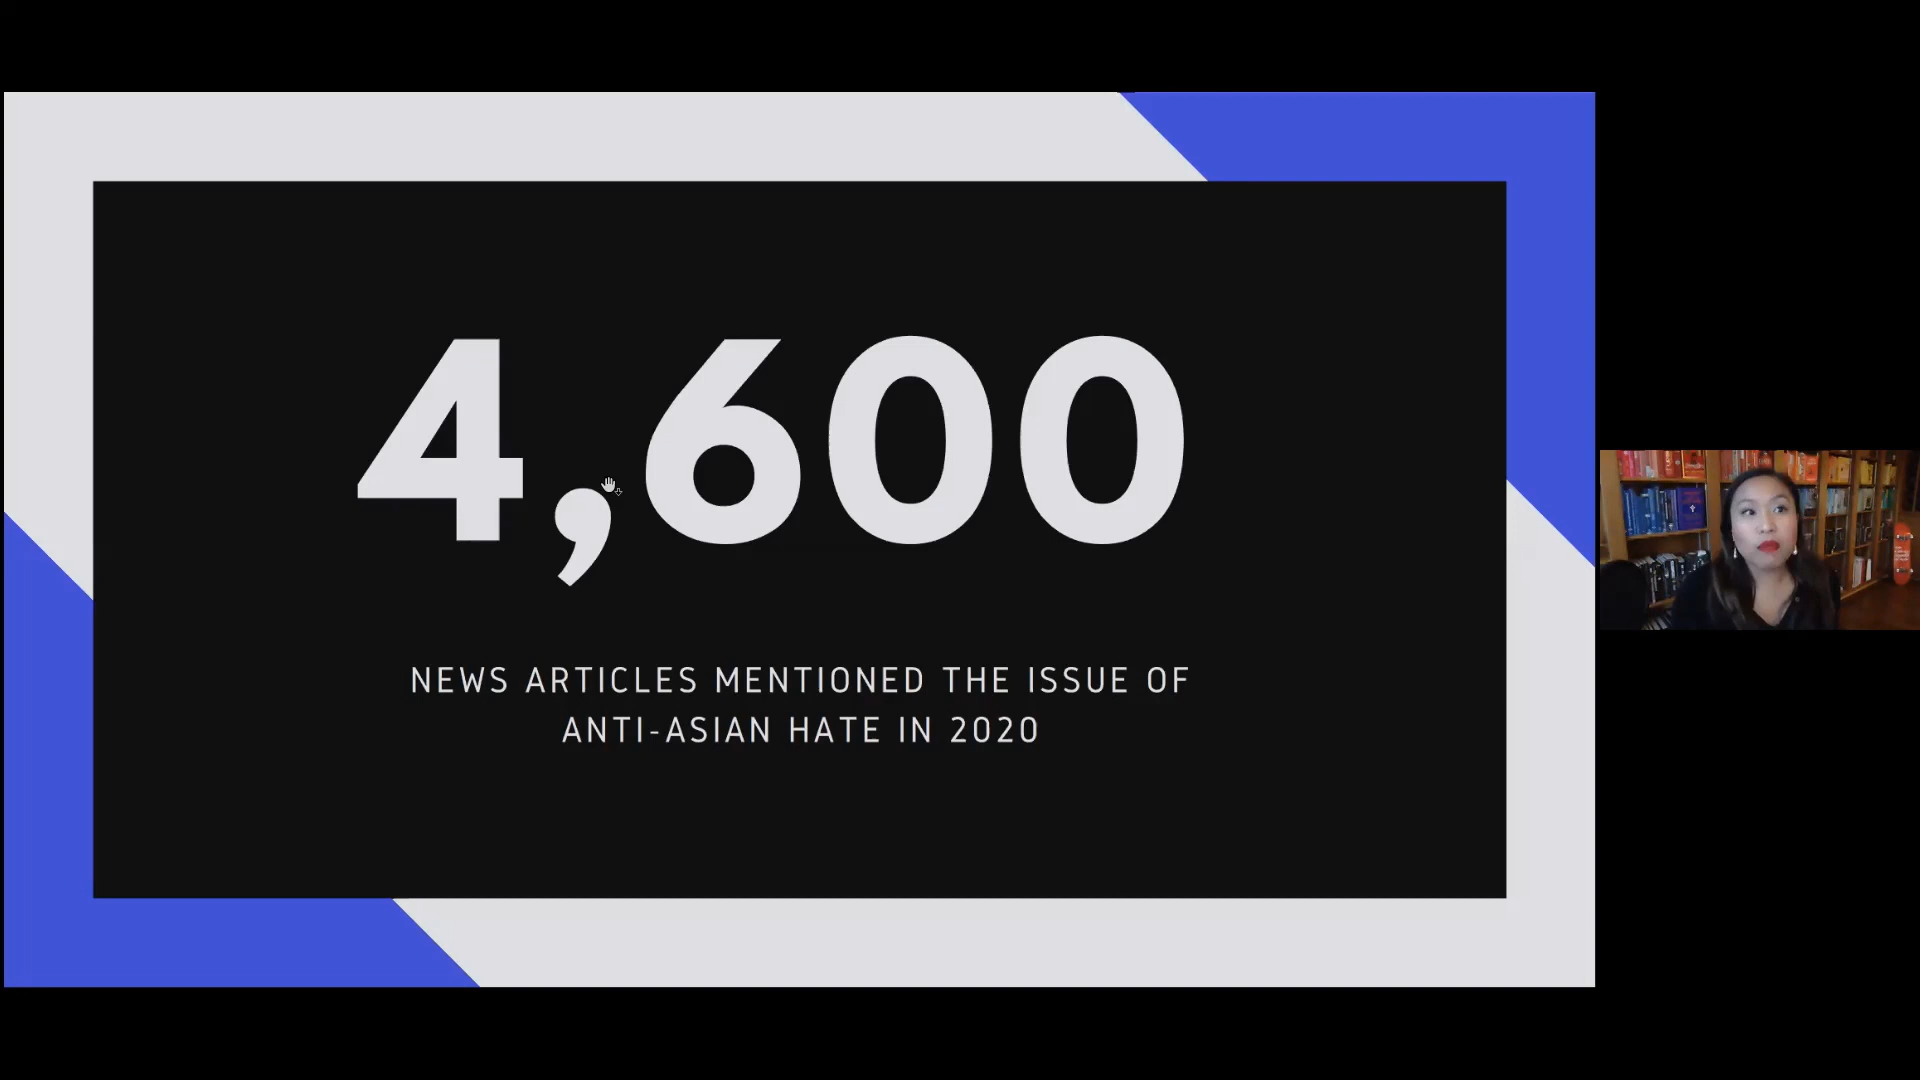 4,600
NEWS ARTICLES MENTIONED THE ISSUE OF
ANTI-ASIAN HATE IN 2020